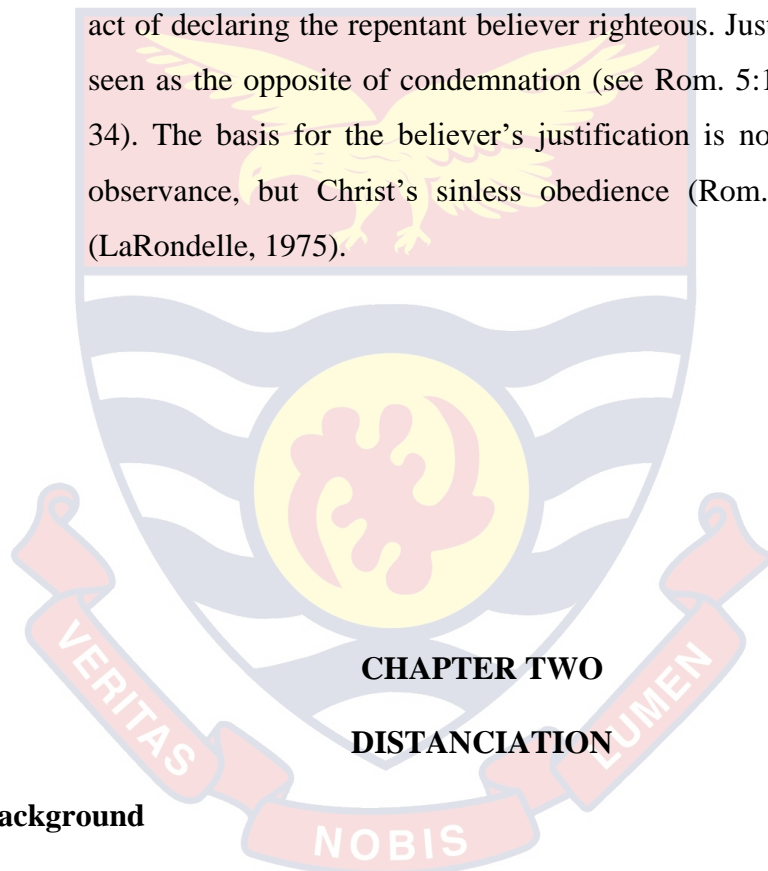 act of declaring the repentant believer righteous. Just
seen as the opposite of condemnation (see Rom. 5:1
34). The basis for the believer’s justification is no
observance, but Christ’s sinless obedience (Rom.
(LaRondelle, 1975).
CHAPTER TWO
DISTANCIATION
ackground
VERITAS
NOBIS
LUMEN